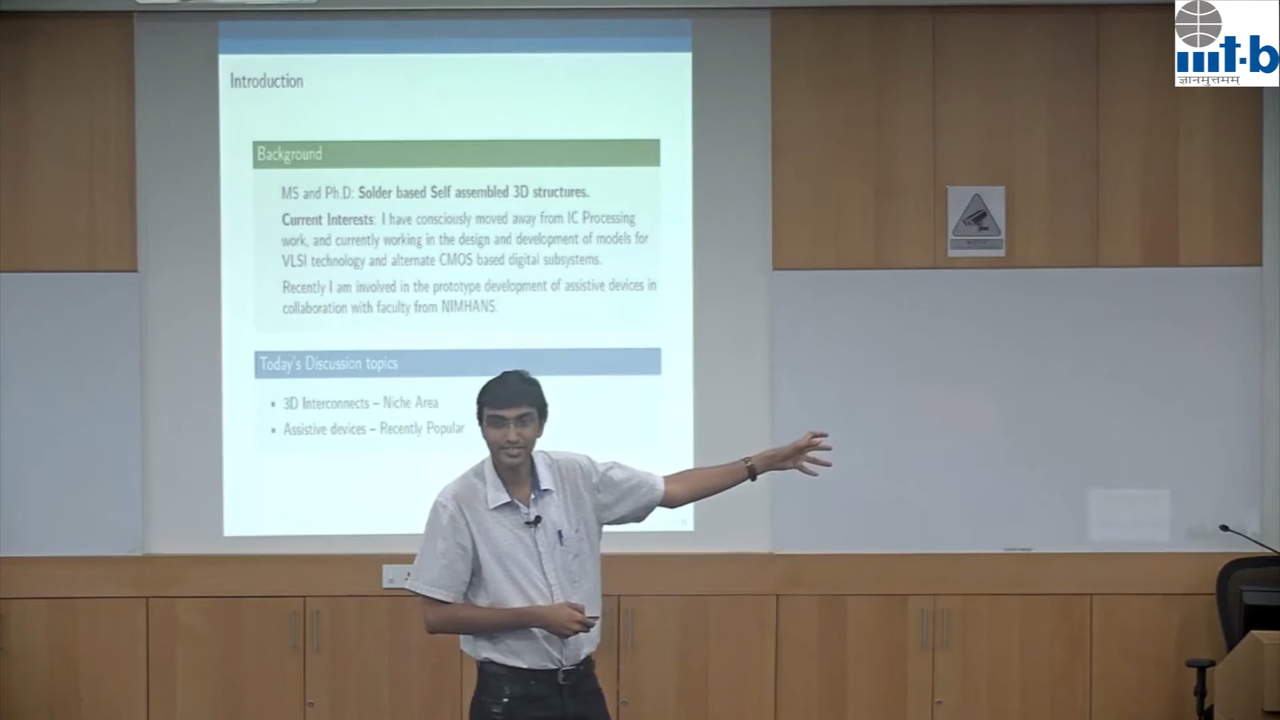 iiit-b
ज्ञानमुत्तमम्
Introduction
Background
MS and Ph.D: Solder based Self assembled 3D structures.
Current Interests: I have consciously moved away from IC Processing
work, and currently working in the design and development of models for
VLSI technology and alternate CMOS based digital subsystems.
Recently I am involved in the prototype development of assistive devices in
collaboration with faculty from NIMHANS.
Today's Discussion topics
3D Interconnects – Niche Area
Assistive devices – Recently Popular